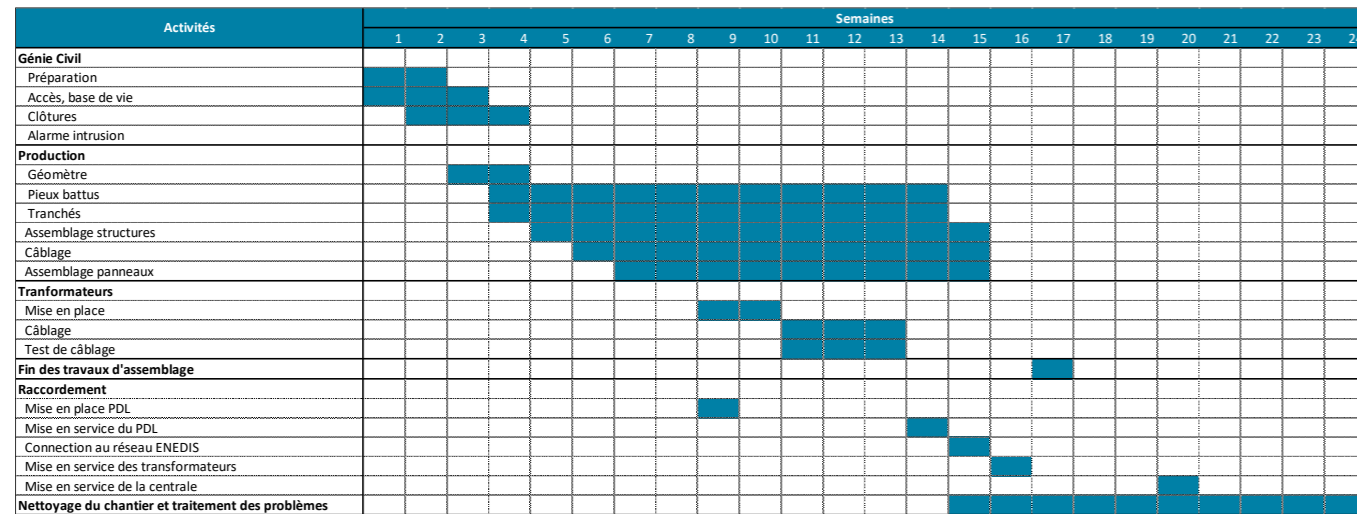 Activités
Semaines
1 2 3 4 5 6 7 8 9 10 11 12 13 14 15 16 17 18 19 20 21 22 23 24
Génie Civil
Préparation
Accès, base de vie
Clôtures
Alarme intrusion
Production
Géomètre
Pieux battus
Tranchés
Assemblage structures
Câblage
Assemblage panneaux
Tranformateurs
Mise en place
Câblage
Test de câblage
Fin des travaux d'assemblage
Raccordement
Mise en place PDL
Mise en service du PDL
Connection au réseau ENEDIS
Mise en service des transformateurs
Mise en service de la centrale
Nettoyage du chantier et traitement des problèmes